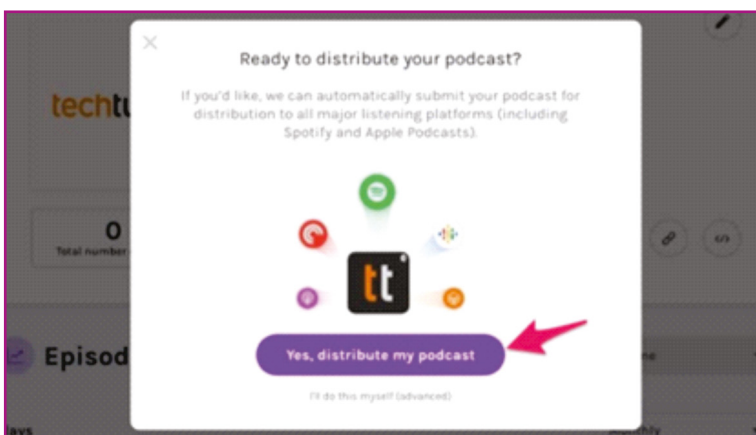 Ready to distribute your podcast?
If you'd like, we can automatically submit your podcast for
distribution to all major listening platforms (including
Spotify and Apple Podcasts).
techtu
tt
0
Total number
Episod
Yes, distribute my podcast
I'll do this myself (advanced)